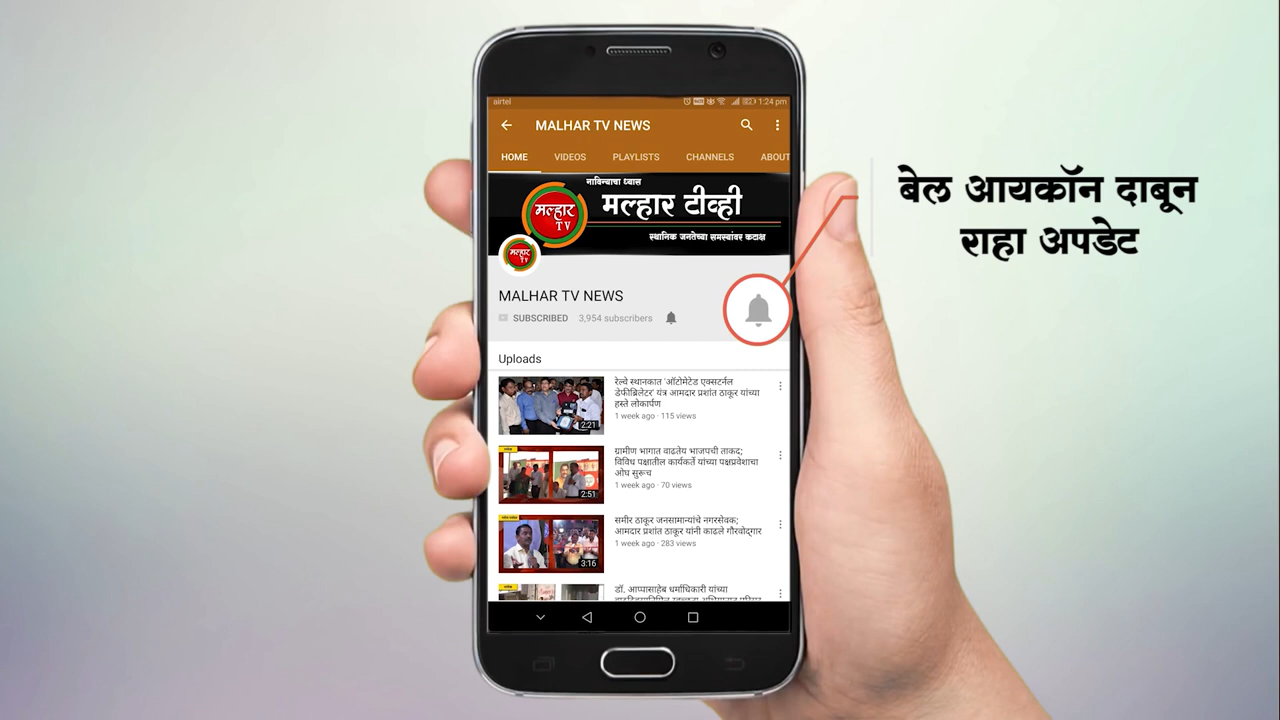 airtel
1:24 pm
MALHAR TV NEWS
HOME VIDEOS PLAYLISTS CHANNELS ABOUT
नाविन्याचा ध्यास
मल्हार टीव्ही
स्थानिक जनतेच्या समस्यांवर कटाक्ष
मल्हार
TV
मल्हार
TV
बेल आयकॉन दाबून
राहा अपडेट
MALHAR TV NEWS
SUBSCRIBED 3,954 subscribers
Uploads
रेल्वे स्थानकात 'ऑटोमेटेड एक्सटर्नल
डेफीब्रिलेटर' यंत्र आमदार प्रशांत ठाकूर यांच्या
हस्ते लोकार्पण
1 week ago · 115 views
2:21
ग्रामीण भागात वाढतेय भाजपची ताकद;
विविध पक्षातील कार्यकर्ते यांच्या पक्षप्रवेशाचा
ओघ सुरूच
1 week ago · 70 views
2:51
समीर ठाकूर जनसामान्यांचे नगरसेवक;
आमदार प्रशांत ठाकूर यांनी काढले गौरवोद्गार
1 week ago · 283 views
3:16
डॉ. आप्पासाहेब धर्माधिकारी यांच्या